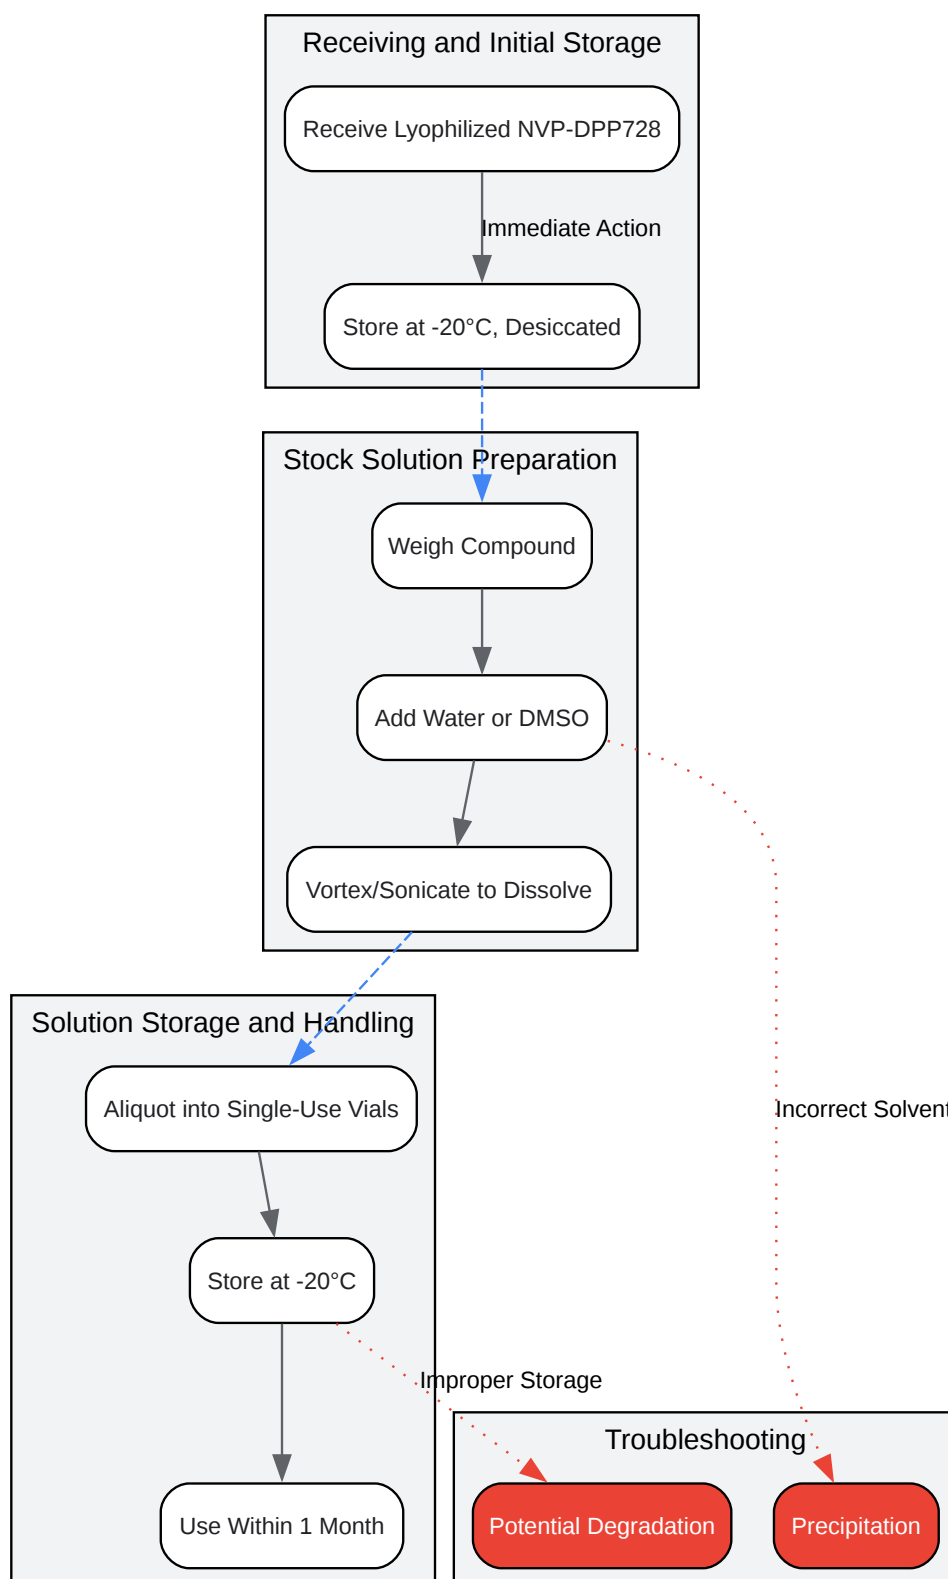 Receiving and Initial Storage
Receive Lyophilized NVP-DPP728
Immediate Action
Store at -20°C, Desiccated
Stock Solution Preparation
Weigh Compound
Add Water or DMSO
Vortex/Sonicate to Dissolve
Solution Storage and Handling
Aliquot into Single-Use Vials
Incorrect Solvent
Store at -20°C
Improper Storage
Troubleshooting
Use Within 1 Month
Potential Degradation
Precipitation